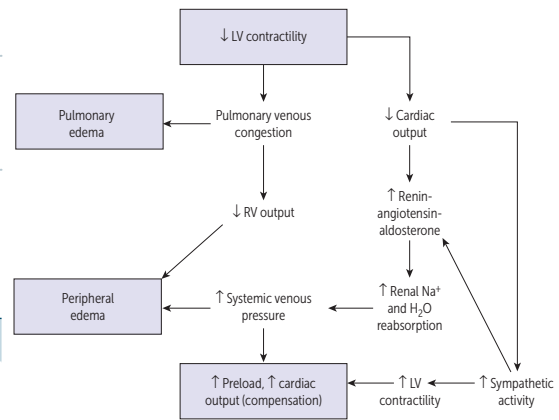 ↓ LV contractility
Pulmonary
edema
Pulmonary venous
congestion
↓ Cardiac
output
↑ Renin-
angiotensin-
aldosterone
↓ RV output
Peripheral
edema
↑ Systemic venous
pressure
↑ Renal Na⁺
and H₂O
reabsorption
↑ Preload, ↑ cardiac
output (compensation)
↑ LV
contractility
↑ Sympathetic
activity